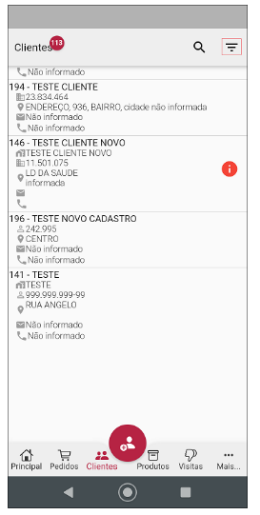 Clientes
113
Não informado
194 - TESTE CLIENTE
23.834.464
ENDEREÇO, 936, BAIRRO, cidade não informada
Não informado
Não informado
146 - TESTE CLIENTE NOVO
TESTE CLIENTE NOVO
11.501.075
LD DA SAUDE
informada
196 - TESTE NOVO CADASTRO
242.995
CENTRO
Não informado
Não informado
141 - TESTE
TESTE
999.999.999-99
RUA ANGELO
Não informado
Não informado
Principal Pedidos Clientes Produtos Visitas Mais...